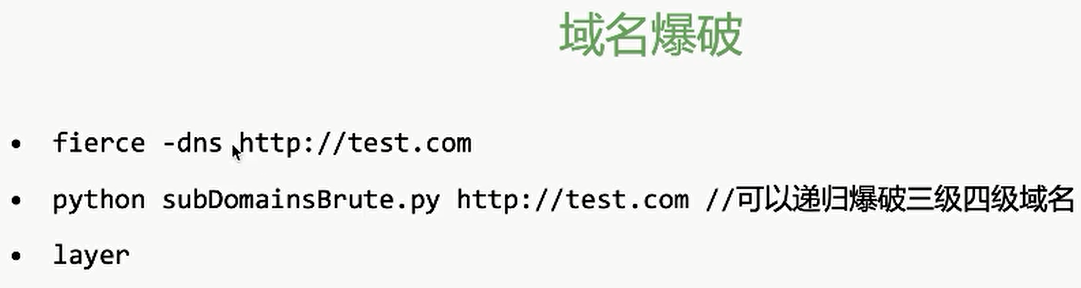 域名爆破
• fierce -dns http://test.com
• python subDomainsBrute.py http://test.com //可以递归爆破三级四级域名
• layer